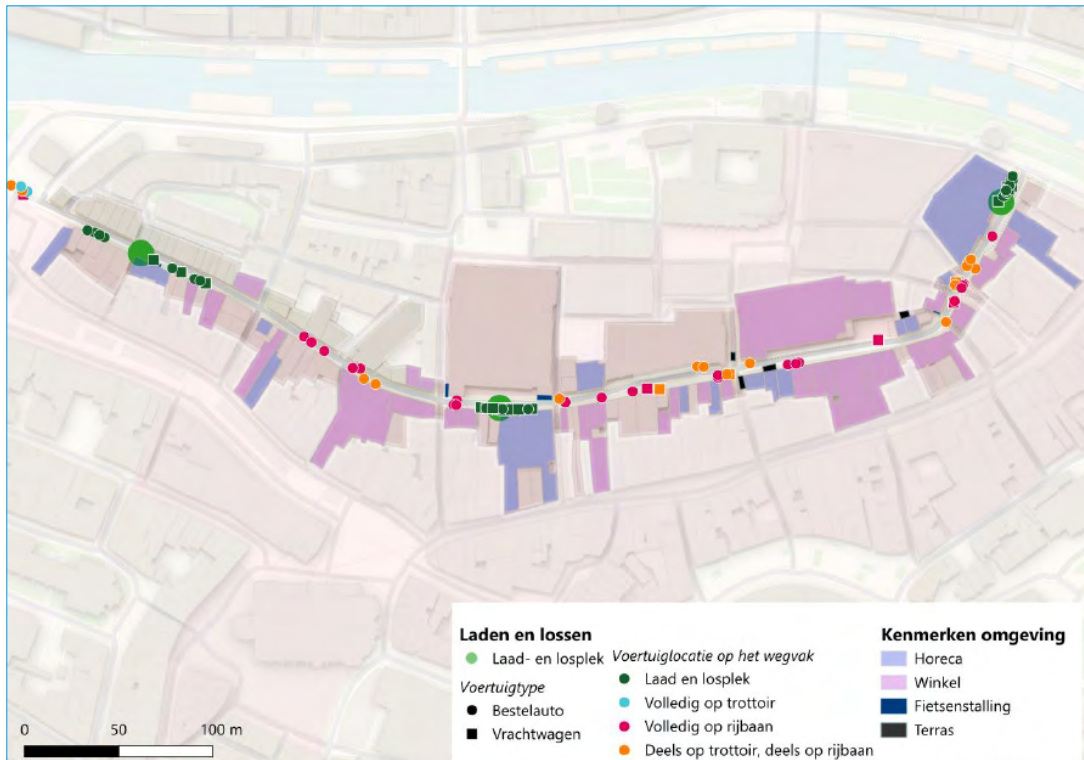 Laden en lossen
Laad- en losplek
Voertuigtype
Bestelauto
Vrachtwagen
Voertuiglocatie op het wegvak
Laad en losplek
Volledig op trottoir
Volledig op rijbaan
Deels op trottoir, deels op rijbaan
Kenmerken omgeving
Horeca
Winkel
Fietsenstalling
Terras
0 50 100 m